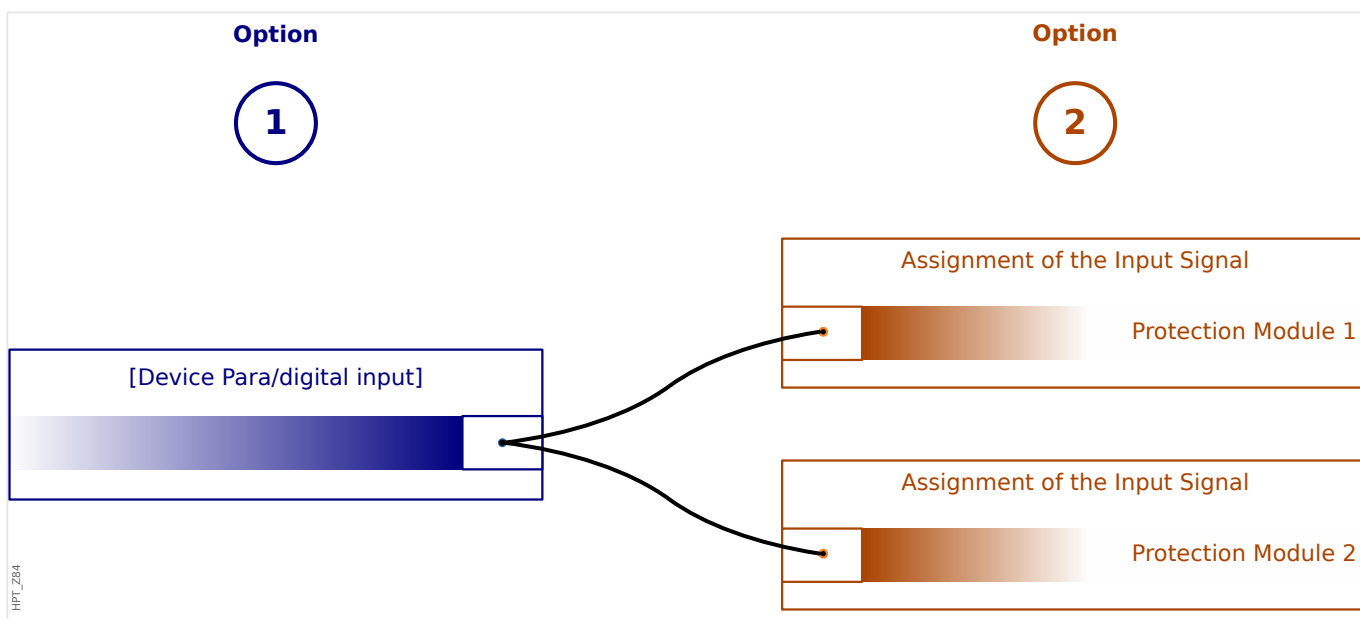 Option
1
Option
2
[Device Para/digital input]
Assignment of the Input Signal
Protection Module 1
Assignment of the Input Signal
Protection Module 2
HPT_Z84